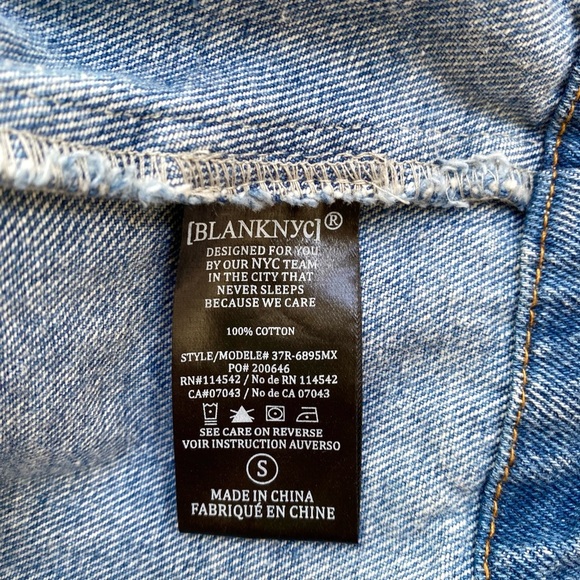 [BLANKNYC]®
DESIGNED FOR YOU
BY OUR NYC TEAM
IN THE CITY THAT
NEVER SLEEPS
BECAUSE WE CARE
100% COTTON
STYLE/MODELE# 37R-6895MX
PO# 200646
RN#114542 / No de RN 114542
CA#07043 / No de CA 07043
SEE CARE ON REVERSE
VOIR INSTRUCTION AUVERSO
S
MADE IN CHINA
FABRIQUÉ EN CHINE